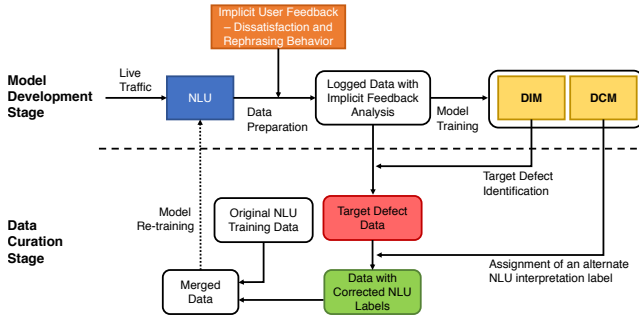 Implicit User Feedback
– Dissatisfaction and
Rephrasing Behavior
Model
Development
Stage
Live
Traffic
NLU
Data
Preparation
Logged Data with
Implicit Feedback
Analysis
Model
Training
DIM
DCM
Target Defect
Identification
Data
Curation
Stage
Model
Re-training
Original NLU
Training Data
Target Defect
Data
Assignment of an alternate
NLU interpretation label
Merged
Data
Data with
Corrected NLU
Labels